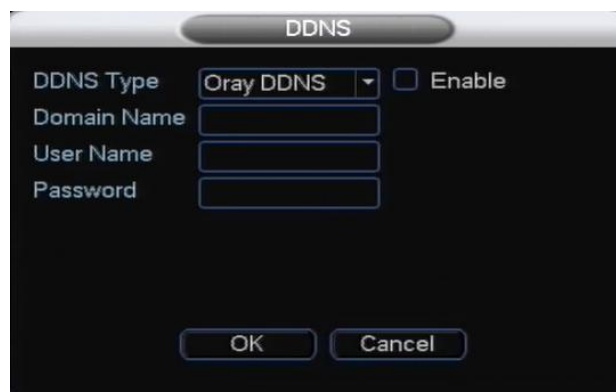 DDNS
DDNS Type Oray DDNS Enable
Domain Name
User Name
Password
OK Cancel